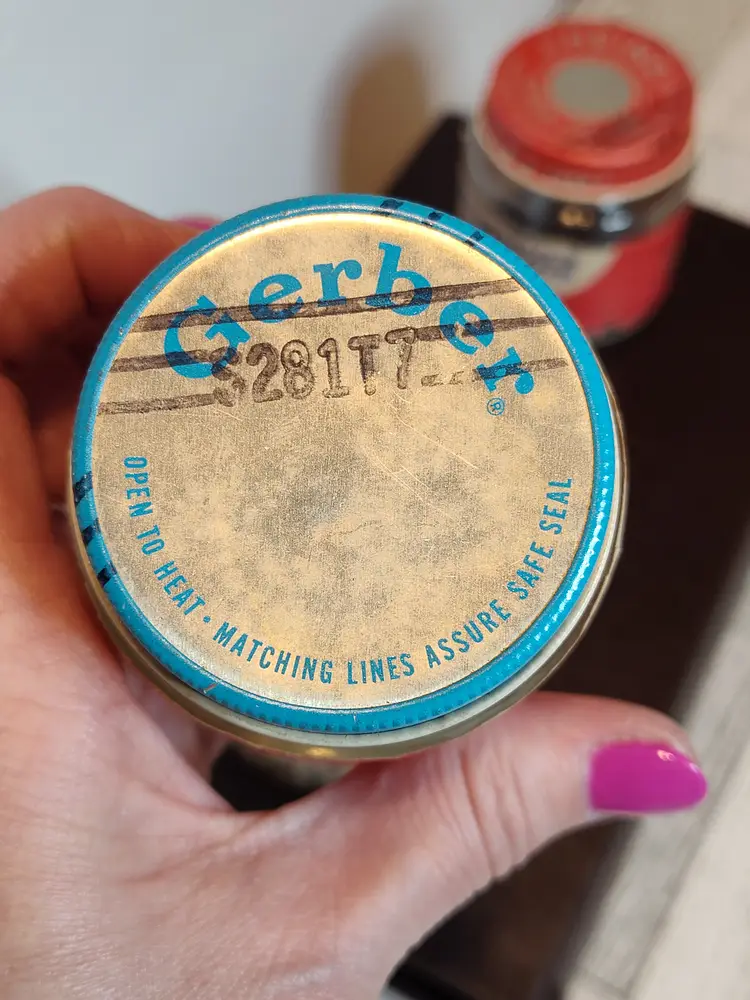 Gerber®
S281T7
OPEN TO HEAT • MATCHING LINES ASSURE SAFE SEAL